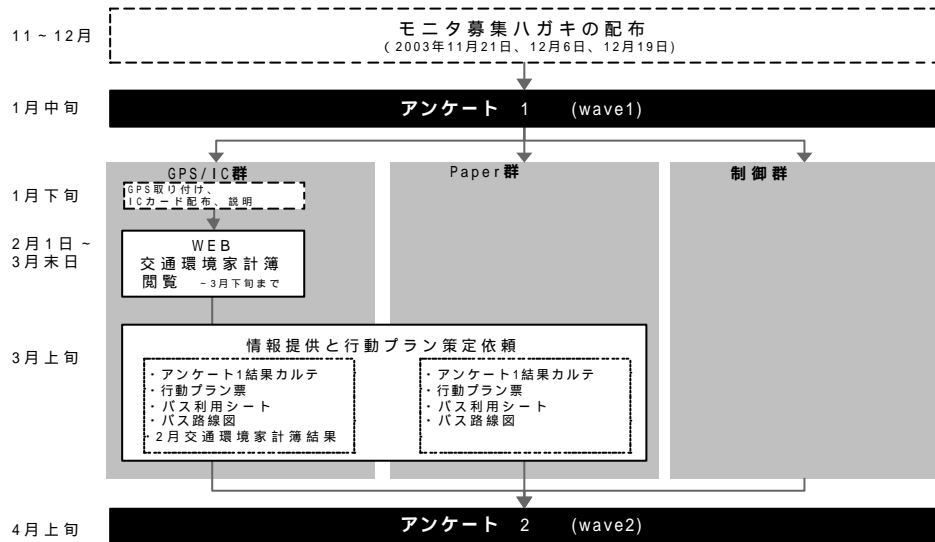 11~12月
モニタ募集ハガキの配布
(2003年11月21日、12月6日、12月19日)
1月中旬
アンケート 1 (wave1)
GPS/IC群
Paper群
制御群
1月下旬
GPS取り付け、
ICカード配布、説明
2月1日~
3月末日
WEB
交通環境家計簿
閲覧 ~3月下旬まで
3月上旬
情報提供と行動プラン策定依頼
・アンケート1結果カルテ
・行動プラン票
・バス利用シート
・バス路線図
・2月交通環境家計簿結果
・アンケート1結果カルテ
・行動プラン票
・バス利用シート
・バス路線図
4月上旬
アンケート 2 (wave2)